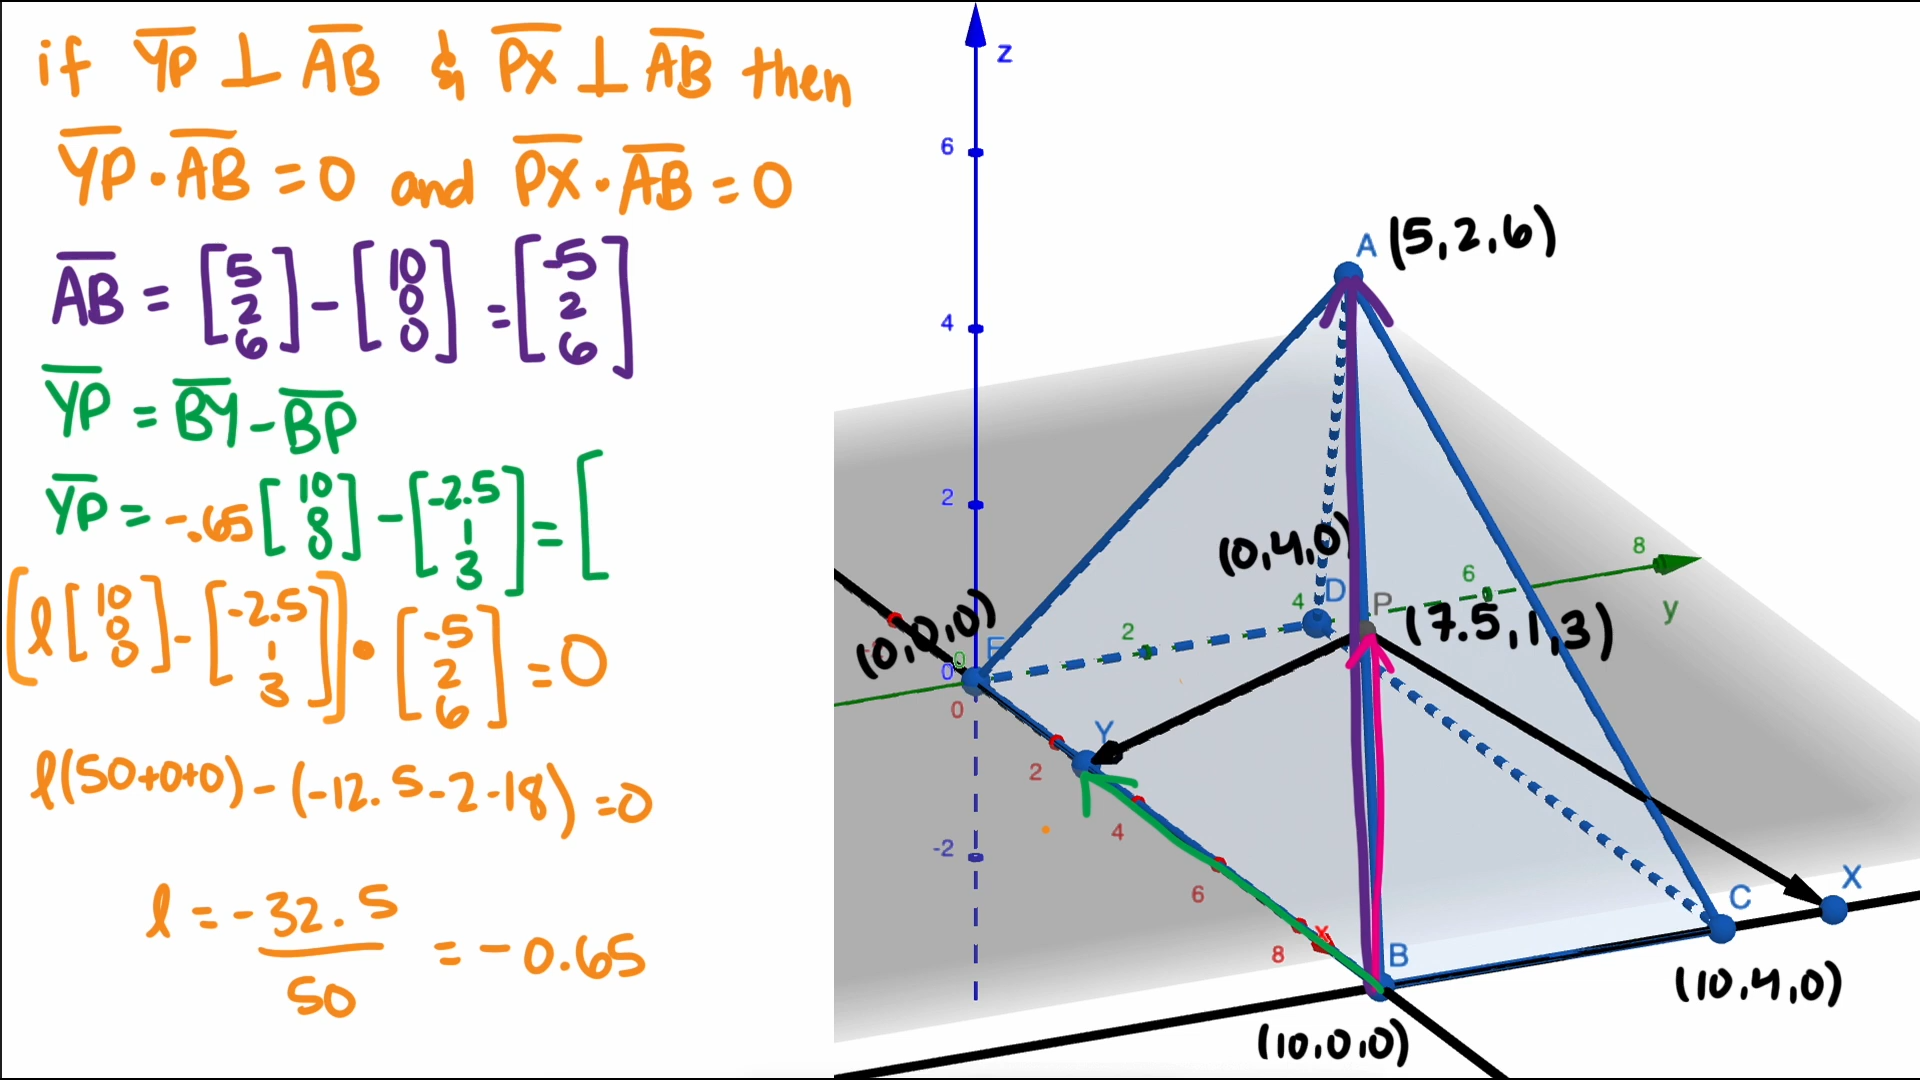 if YP ⊥ AB & PX ⊥ AB then
YP · AB = 0 and PX · AB = 0
AB = [5 2 6] - [10 0 0] = [-5 2 6]
YP = BY - BP
YP = -.65 [10 0 0] - [-2.5 1 3] = [
(l [10 0 0] - [-2.5 1 3]) · [-5 2 6] = 0
l(50+0+0) - (-12.5-2-18) = 0
l = -32.5/50 = -0.65
z
6
4
2
0
-2
A (5,2,6)
(0,4,0)
D
P (7.5,1,3)
(0,0,0)
E
0
0
2
4
6
8
y
Y
2
4
6
8
x
B
(10,0,0)
C
(10,4,0)
X